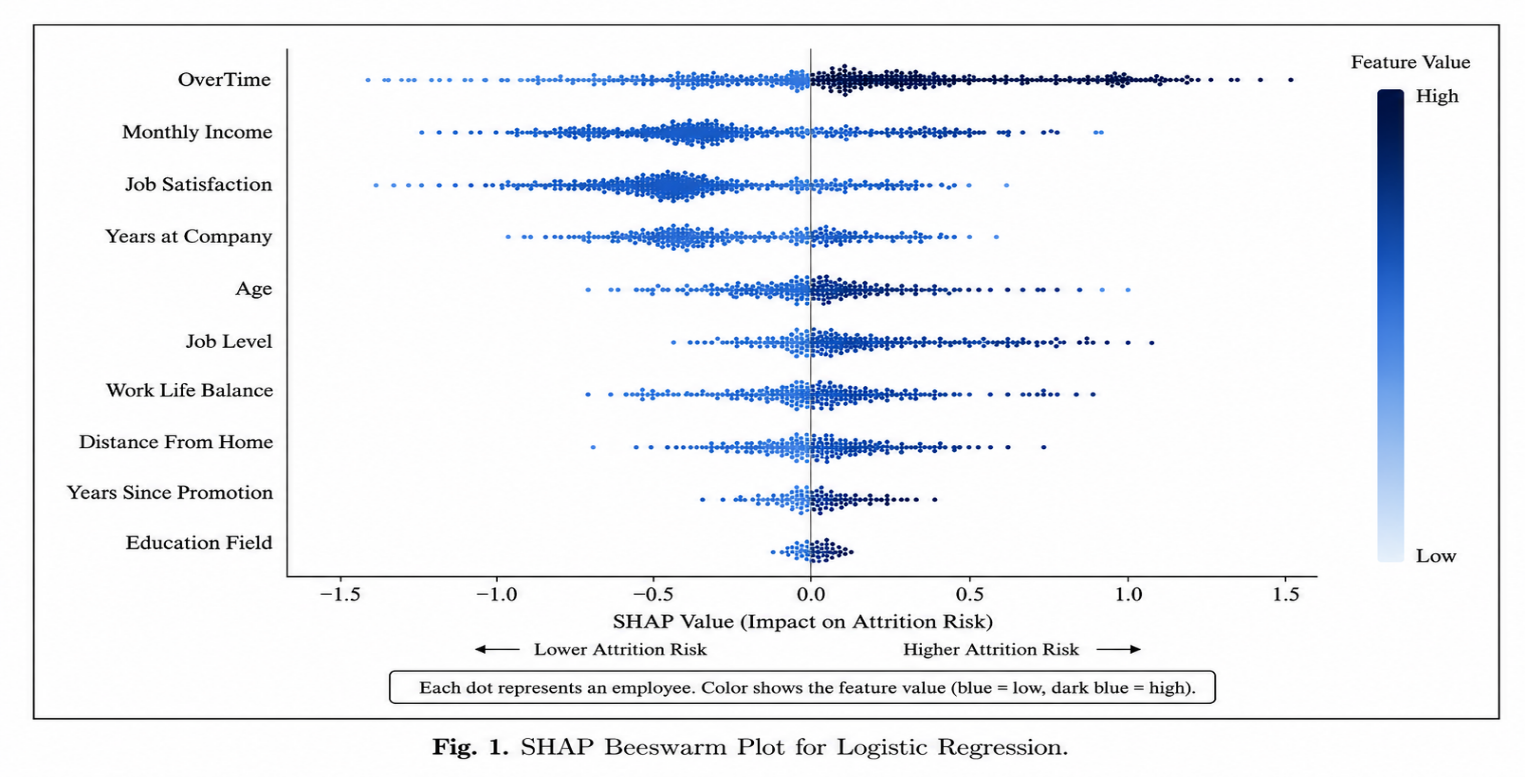 Feature Value
High
Low
OverTime
Monthly Income
Job Satisfaction
Years at Company
Age
Job Level
Work Life Balance
Distance From Home
Years Since Promotion
Education Field
−1.5 −1.0 −0.5 0.0 0.5 1.0 1.5
SHAP Value (Impact on Attrition Risk)
Lower Attrition Risk Higher Attrition Risk
Each dot represents an employee. Color shows the feature value (blue = low, dark blue = high).
Fig. 1. SHAP Beeswarm Plot for Logistic Regression.